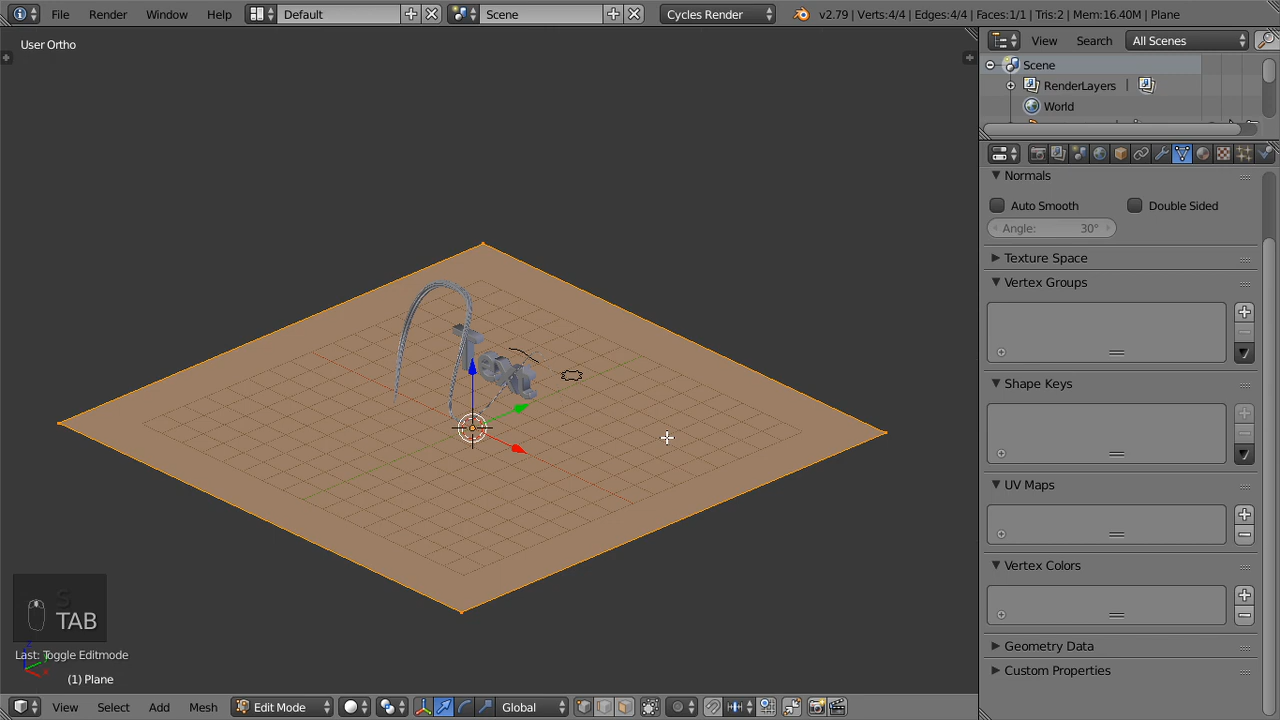 File Render Window Help Default Scene Cycles Render v2.79 | Verts:4/4 | Edges:4/4 | Faces:1/1 | Tris:2 | Mem:16.40M | Plane
User Ortho
View Search All Scenes
Scene
RenderLayers
World
Normals
Auto Smooth Double Sided
Angle: 30°
Texture Space
Vertex Groups
Shape Keys
UV Maps
Vertex Colors
Geometry Data
Custom Properties
Text
S
TAB
Last: Toggle Editmode
(1) Plane
View Select Add Mesh Edit Mode Global